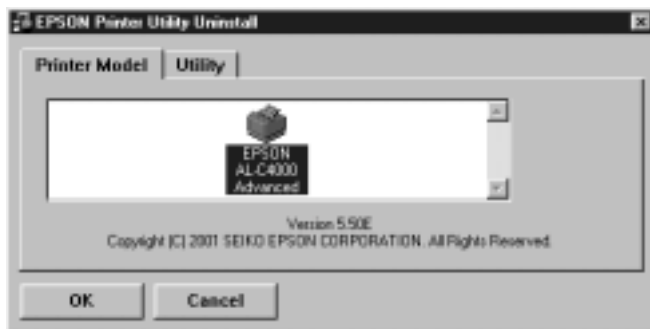 EPSON Printer Utility Uninstall
Printer Model Utility
EPSON
AL-C4000
Advanced
Version 5.50E
Copyright (C) 2001 SEIKO EPSON CORPORATION. All Rights Reserved.
OK Cancel